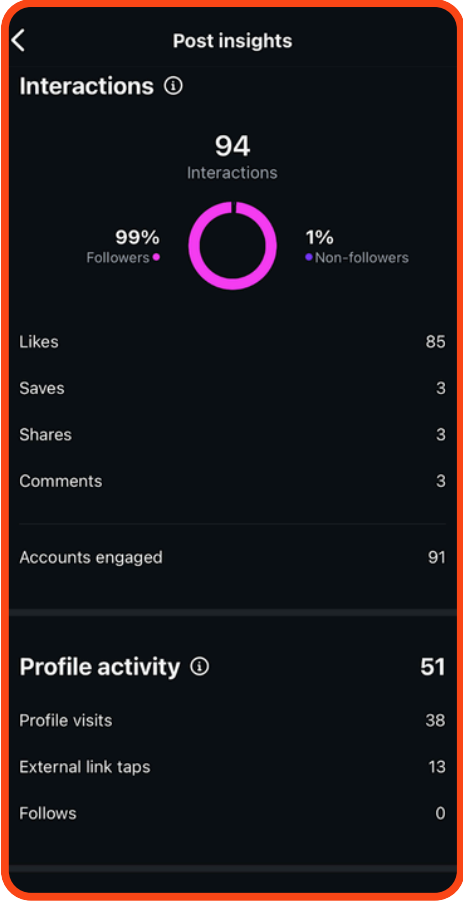 Post insights
Interactions
94
Interactions
99%
Followers
1%
Non-followers
Likes 85
Saves 3
Shares 3
Comments 3
Accounts engaged 91
Profile activity 51
Profile visits 38
External link taps 13
Follows 0